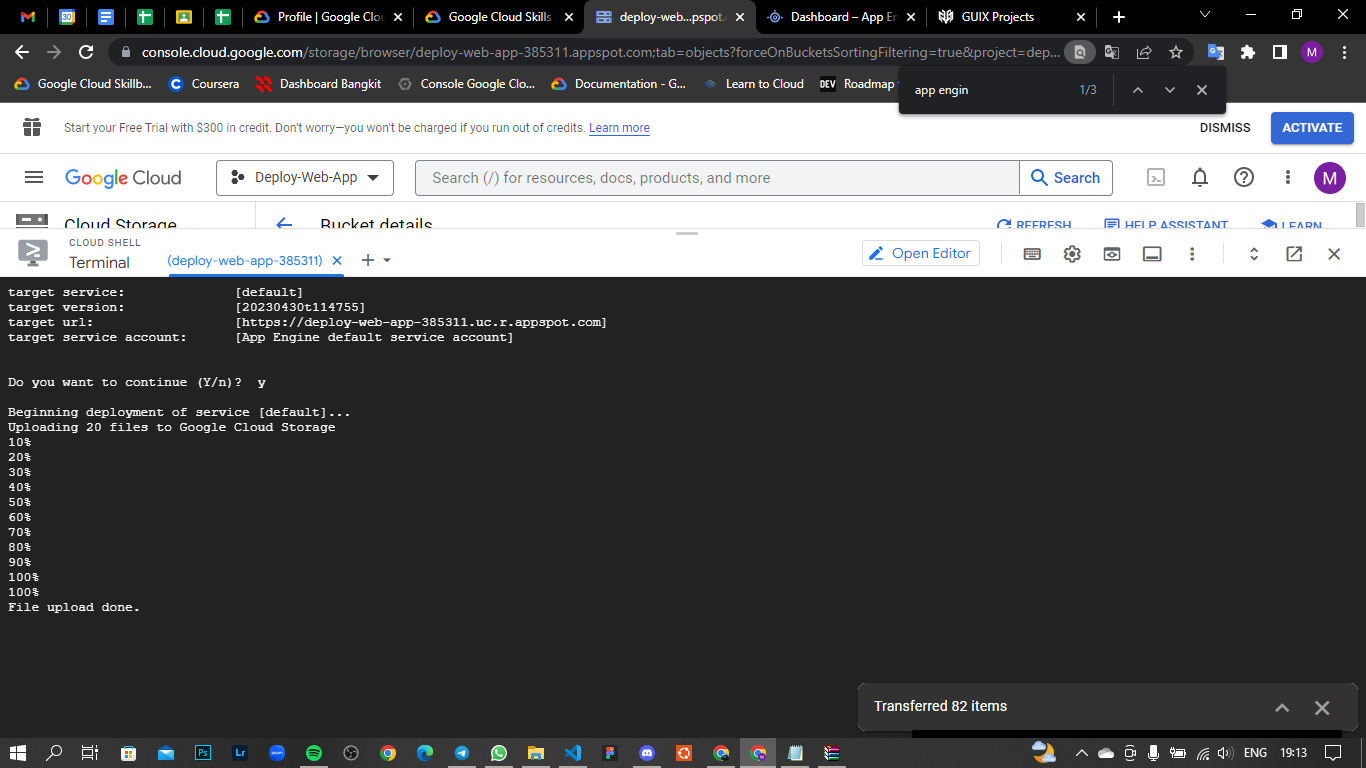 Profile | Google Clou
Google Cloud Skills
deploy-web...pspot.
Dashboard – App En
GUIX Projects
console.cloud.google.com/storage/browser/deploy-web-app-385311.appspot.com;tab=objects?forceOnBucketsSortingFiltering=true&project=dep...
M
Google Cloud Skillb...
Coursera
Dashboard Bangkit
Console Google Clo...
Documentation - G...
Learn to Cloud
DEV
Roadmap
app engin
1/3
Start your Free Trial with $300 in credit. Don't worry—you won't be charged if you run out of credits. Learn more
DISMISS
ACTIVATE
Google Cloud
Deploy-Web-App
Search (/) for resources, docs, products, and more
Search
M
Cloud Storage
Bucket details
REFRESH
HELP ASSISTANT
LEARN
CLOUD SHELL
Terminal
(deploy-web-app-385311)
Open Editor
target service: [default]
target version: [20230430t114755]
target url: [https://deploy-web-app-385311.uc.r.appspot.com]
target service account: [App Engine default service account]
Do you want to continue (Y/n)? y
Beginning deployment of service [default]...
Uploading 20 files to Google Cloud Storage
10%
20%
30%
40%
50%
60%
70%
80%
90%
100%
100%
File upload done.
Transferred 82 items
Ps
Lr
zoom
ENG
19:13